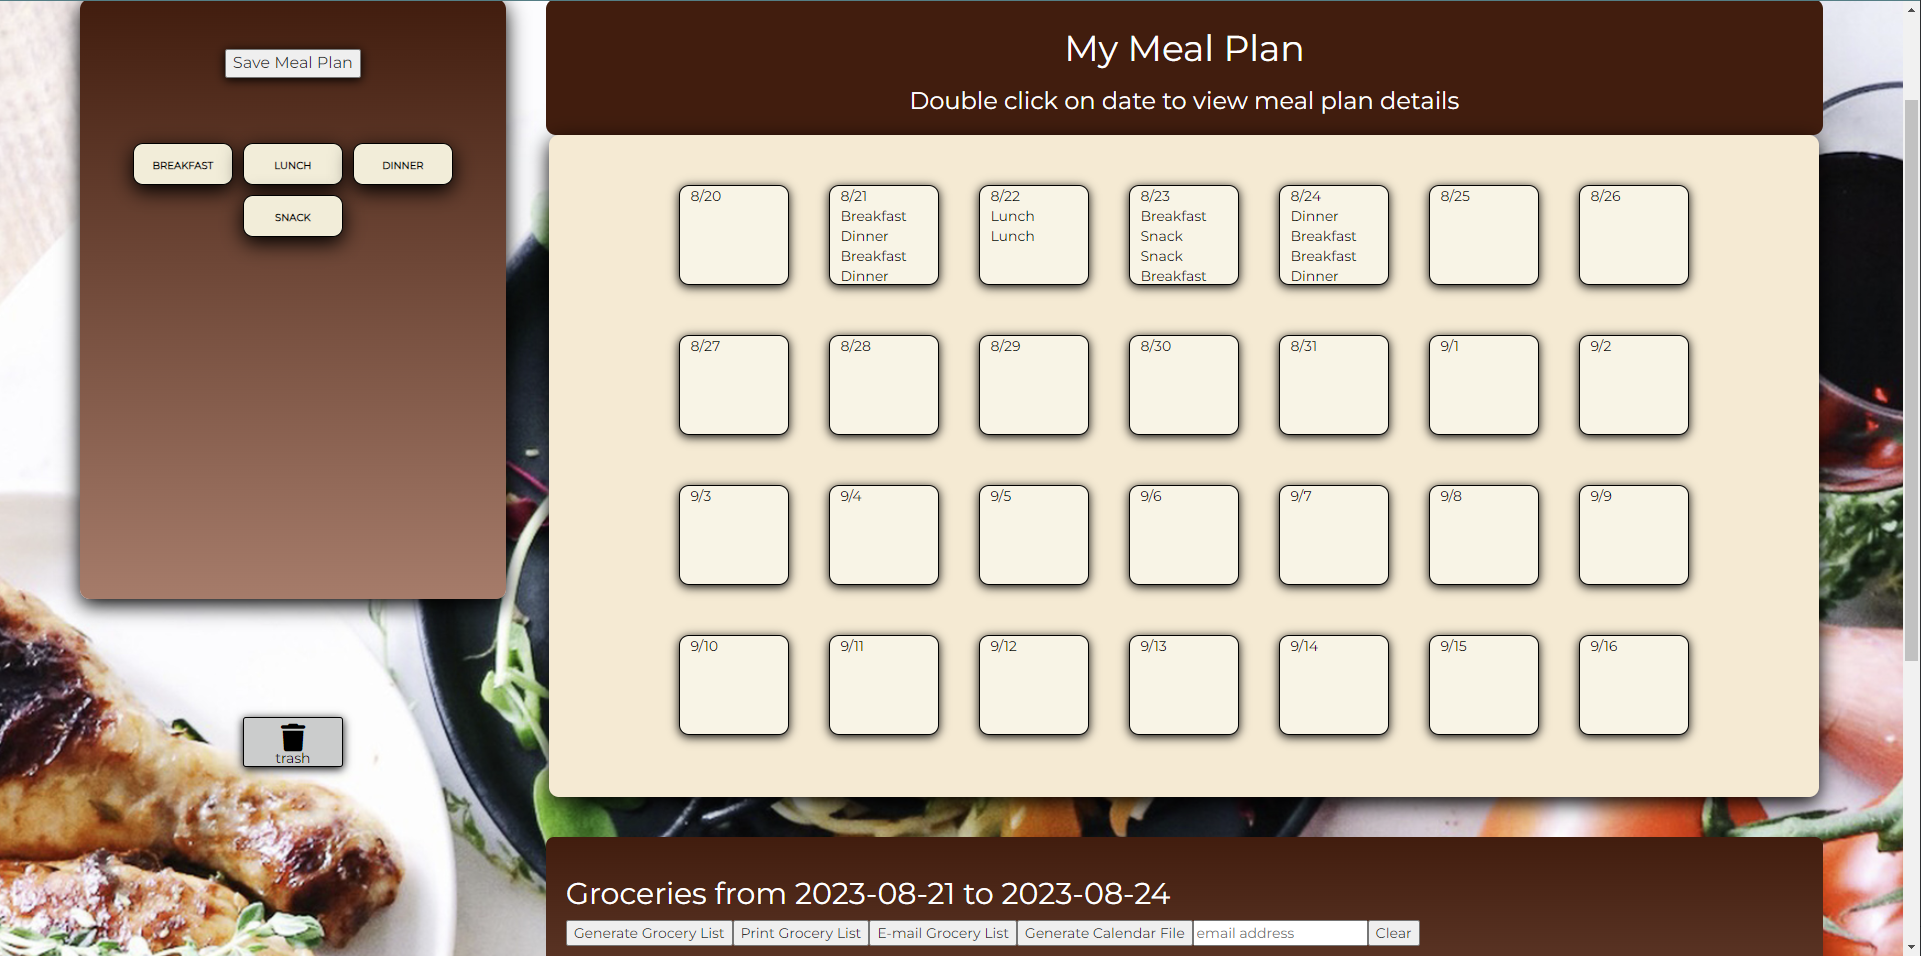 Save Meal Plan
BREAKFAST
LUNCH
DINNER
SNACK
trash
My Meal Plan
Double click on date to view meal plan details
8/20
8/21
Breakfast
Dinner
Breakfast
Dinner
8/22
Lunch
Lunch
8/23
Breakfast
Snack
Snack
Breakfast
8/24
Dinner
Breakfast
Breakfast
Dinner
8/25
8/26
8/27
8/28
8/29
8/30
8/31
9/1
9/2
9/3
9/4
9/5
9/6
9/7
9/8
9/9
9/10
9/11
9/12
9/13
9/14
9/15
9/16
Groceries from 2023-08-21 to 2023-08-24
Generate Grocery List
Print Grocery List
E-mail Grocery List
Generate Calendar File
email address
Clear